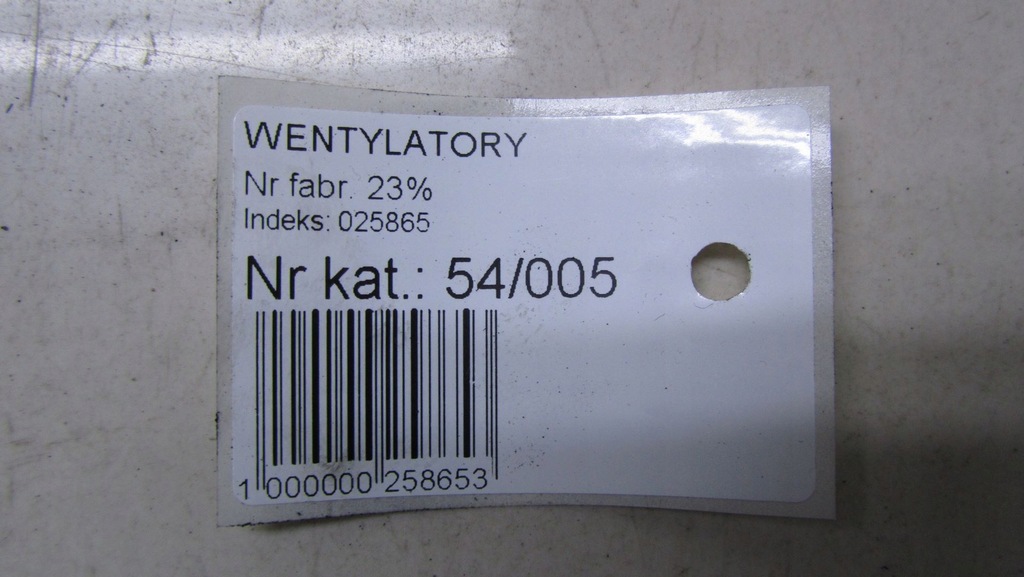 WENTYLATORY
Nr fabr. 23%
Indeks: 025865
Nr kat.: 54/005
1 000000 258653